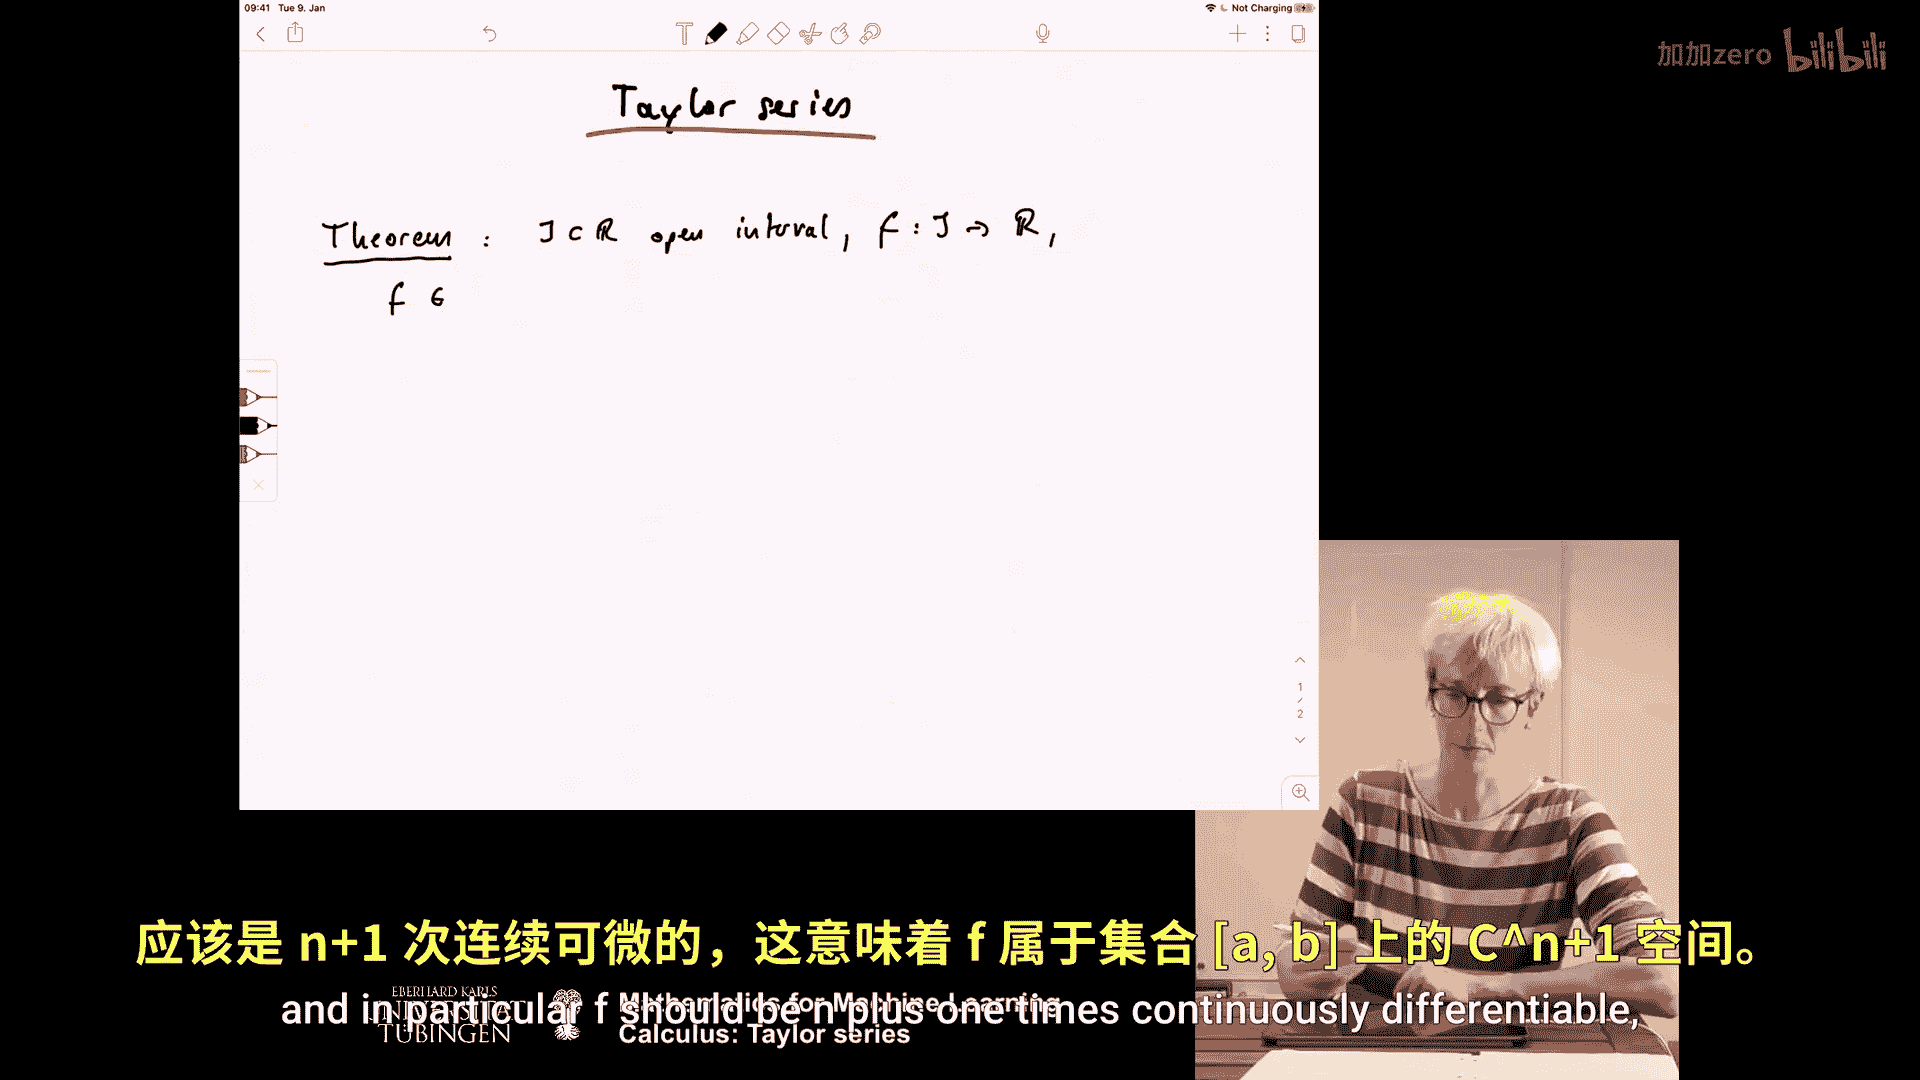 09:41 Tue 9. Jan
Not Charging
加加zero bilibili
Taylor series
Theorem : J ⊂ ℝ open interval, f : J → ℝ,
f ∈
1
/
2
应该是 n+1 次连续可微的，这意味着 f 属于集合 [a, b] 上的 C^n+1 空间。
and in particular f should be n plus one times continuously differentiable,
EBERHARD KARLS
UNIVERSITÄT
TÜBINGEN
Mathematics for Machine Learning
Calculus: Taylor series